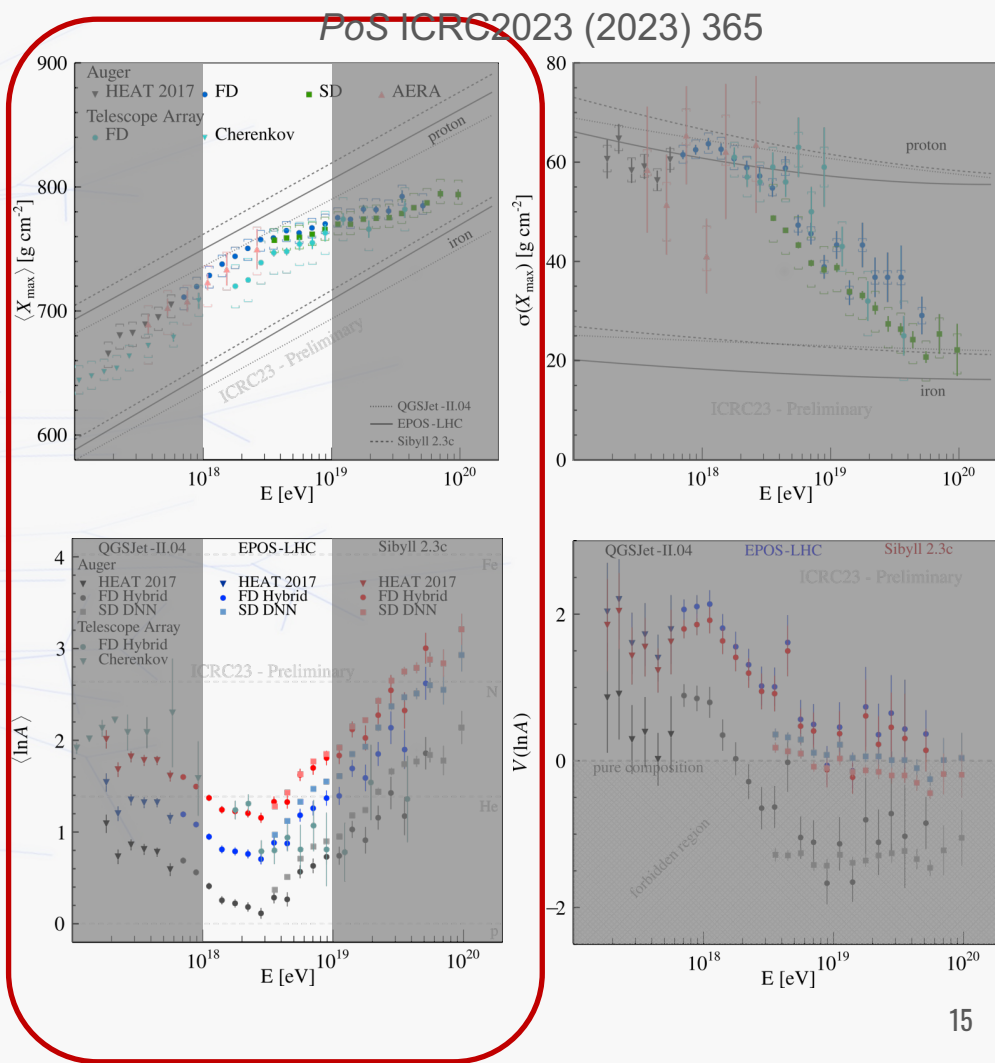 PoS ICRC2023 (2023) 365
900
800
700
600
⟨Xmax⟩ [g cm⁻²]
Auger
HEAT 2017 FD SD AERA
Telescope Array
FD Cherenkov
proton
iron
ICRC23 - Preliminary
QGSJet-II.04
EPOS-LHC
Sibyll 2.3c
10¹⁸ 10¹⁹ 10²⁰
E [eV]
80
60
40
20
0
σ(Xmax) [g cm⁻²]
proton
ICRC23 - Preliminary
iron
10¹⁸ 10¹⁹ 10²⁰
E [eV]
4
3
2
1
0
⟨lnA⟩
QGSJet-II.04 EPOS-LHC Sibyll 2.3c
Auger
HEAT 2017 HEAT 2017 HEAT 2017
FD Hybrid FD Hybrid FD Hybrid
SD DNN SD DNN SD DNN
Telescope Array
FD Hybrid
Cherenkov
Fe
ICRC23 - Preliminary
N
He
p
10¹⁸ 10¹⁹ 10²⁰
E [eV]
2
0
−2
V(lnA)
QGSJet-II.04 EPOS-LHC Sibyll 2.3c
ICRC23 - Preliminary
pure composition
forbidden region
10¹⁸ 10¹⁹ 10²⁰
E [eV]
15